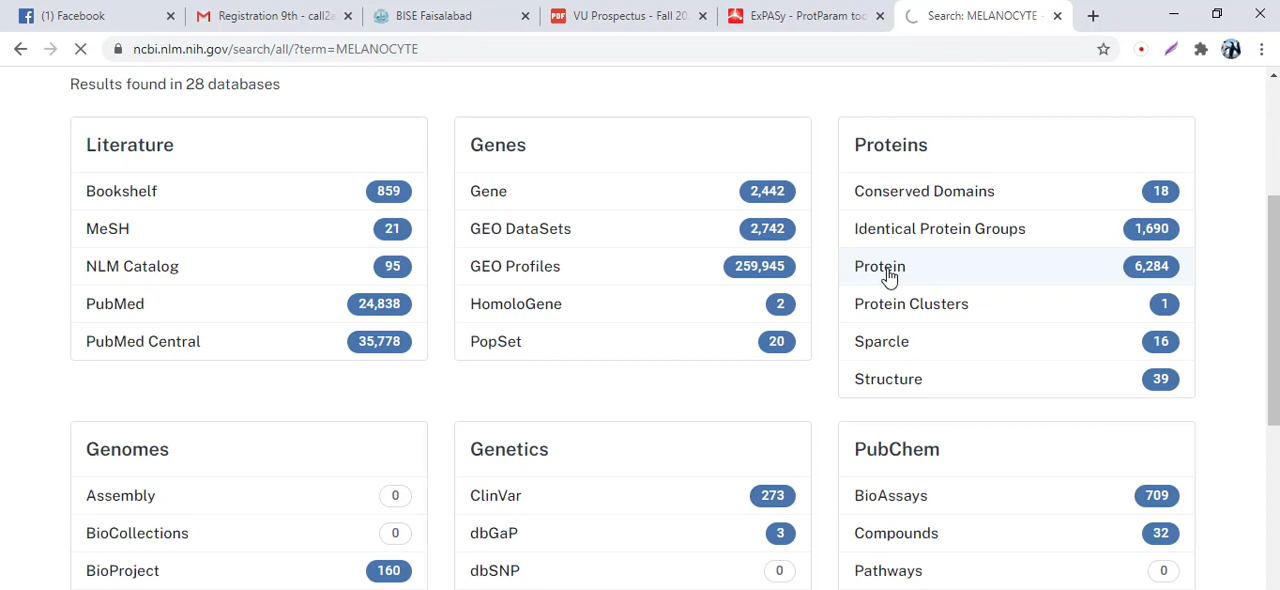 (1) Facebook
Registration 9th - call2e
BISE Faisalabad
VU Prospectus - Fall 20
ExPASy - ProtParam too
Search: MELANOCYTE -
ncbi.nlm.nih.gov/search/all/?term=MELANOCYTE
Results found in 28 databases
Literature
Bookshelf 859
MeSH 21
NLM Catalog 95
PubMed 24,838
PubMed Central 35,778
Genes
Gene 2,442
GEO DataSets 2,742
GEO Profiles 259,945
HomoloGene 2
PopSet 20
Proteins
Conserved Domains 18
Identical Protein Groups 1,690
Protein 6,284
Protein Clusters 1
Sparcle 16
Structure 39
Genomes
Assembly 0
BioCollections 0
BioProject 160
Genetics
ClinVar 273
dbGaP 3
dbSNP 0
PubChem
BioAssays 709
Compounds 32
Pathways 0